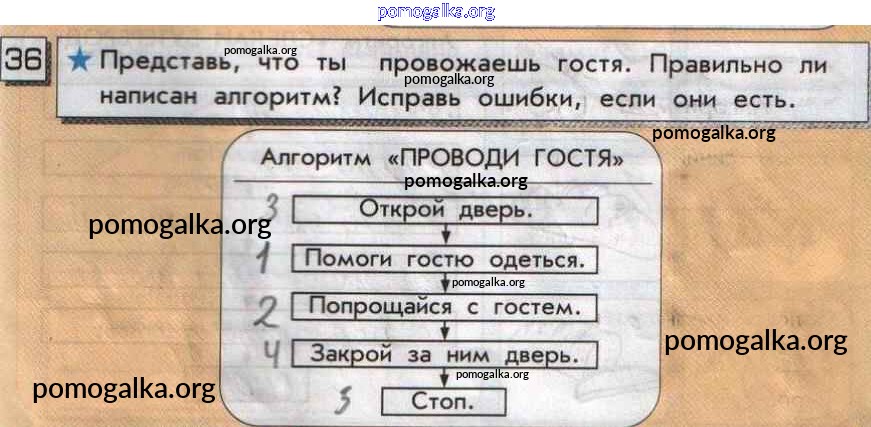 pomogalka.org
36
pomogalka.org
★ Представь, что ты провожаешь гостя. Правильно ли
pomogalka.org
написан алгоритм? Исправь ошибки, если они есть.
pomogalka.org
Алгоритм «ПРОВОДИ ГОСТЯ»
pomogalka.org
3 Открой дверь.
pomogalka.org
1 Помоги гостю одеться.
pomogalka.org
2 Попрощайся с гостем.
pomogalka.org
4 Закрой за ним дверь.
pomogalka.org
pomogalka.org
5 Стоп.